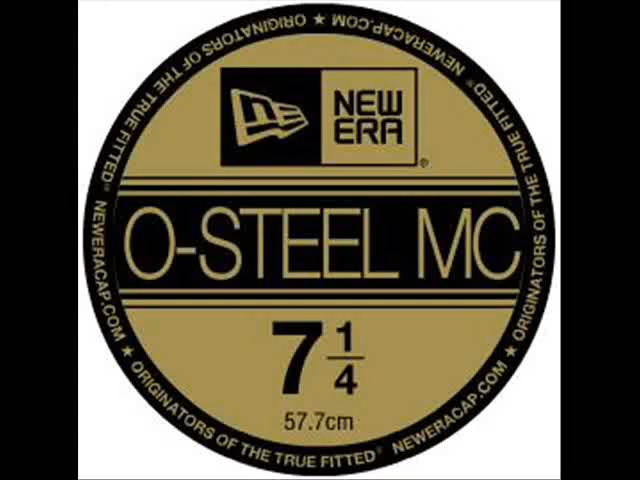 NEW
ERA
®
O-STEEL MC
7 1/4
57.7cm
ORIGINATORS OF THE TRUE FITTED® NEWERACAP.COM ★ ORIGINATORS OF THE TRUE FITTED® NEWERACAP.COM ★ ORIGINATORS OF THE TRUE FITTED® NEWERACAP.COM ★